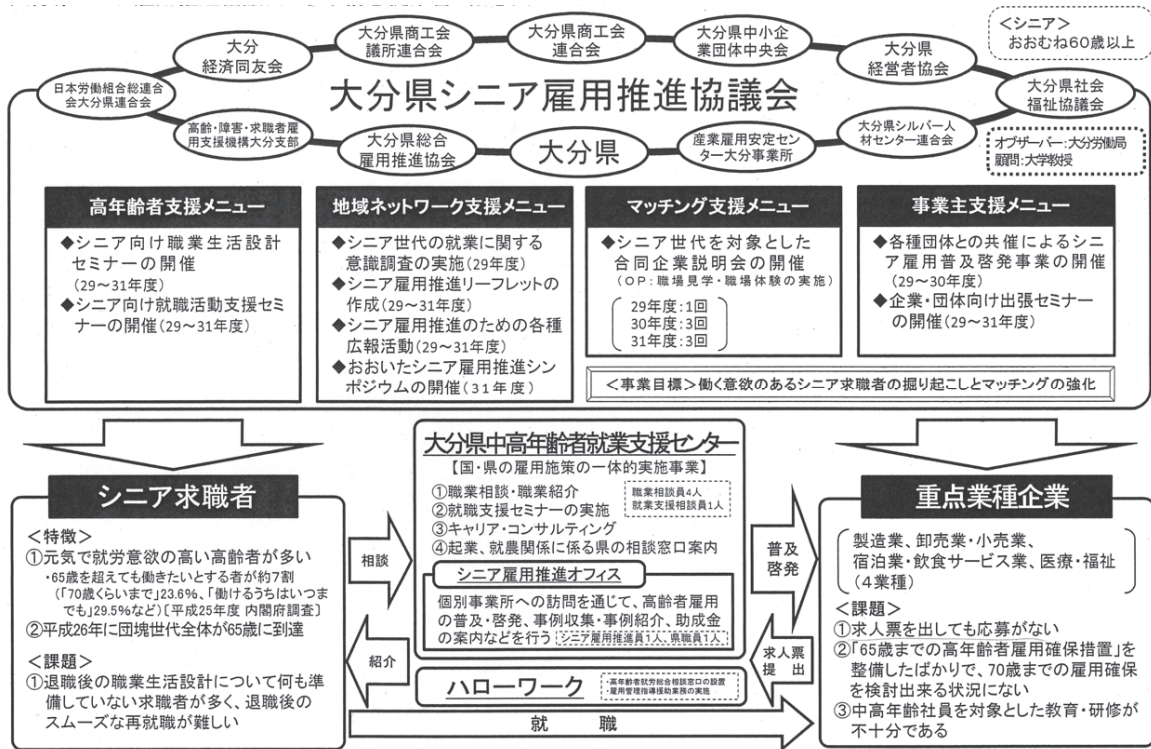 <シニア>
おおむね60歳以上
大分
経済同友会
大分県商工会
議所連合会
大分県商工会
連合会
大分県中小企
業団体中央会
大分県
経営者協会
日本労働組合総連合
会大分県連合会
大分県シニア雇用推進協議会
大分県社会
福祉協議会
高齢・障害・求職者雇
用支援機構大分支部
大分県総合
雇用推進協会
大分県
産業雇用安定セン
ター大分事業所
大分県シルバー人
材センター連合会
オブザーバー:大分労働局
顧問:大学教授
高年齢者支援メニュー
◆シニア向け職業生活設計
セミナーの開催
(29～31年度)
◆シニア向け就職活動支援セミ
ナーの開催(29～31年度)
地域ネットワーク支援メニュー
◆シニア世代の就業に関する
意識調査の実施(29年度)
◆シニア雇用推進リーフレットの
作成(29～31年度)
◆シニア雇用推進のための各種
広報活動(29～31年度)
◆おおいたシニア雇用推進シン
ポジウムの開催(31年度)
マッチング支援メニュー
◆シニア世代を対象とした
合同企業説明会の開催
(OP:職場見学・職場体験の実施)
29年度:1回
30年度:3回
31年度:3回
事業主支援メニュー
◆各種団体との共催によるシニ
ア雇用普及啓発事業の開催
(29～30年度)
◆企業・団体向け出張セミナー
の開催(29～31年度)
<事業目標>働く意欲のあるシニア求職者の掘り起こしとマッチングの強化
シニア求職者
<特徴>
①元気で就労意欲の高い高齢者が多い
・65歳を超えても働きたいとする者が約7割
(「70歳くらいまで」23.6%、「働けるうちはいつま
でも」29.5%など)〔平成25年度 内閣府調査〕
②平成26年に団塊世代全体が65歳に到達
<課題>
①退職後の職業生活設計について何も準
備していない求職者が多く、退職後の
スムーズな再就職が難しい
相談
紹介
大分県中高年齢者就業支援センター
【国・県の雇用施策の一体的実施事業】
①職業相談・職業紹介
②就職支援セミナーの実施
③キャリア・コンサルティング
④起業、就農関係に係る県の相談窓口案内
職業相談員4人
就業支援相談員1人
シニア雇用推進オフィス
個別事業所への訪問を通じて、高齢者雇用
の普及・啓発、事例収集・事例紹介、助成金
の案内などを行う
シニア雇用推進員1人、県職員1人
ハローワーク
・高年齢者就労総合相談窓口の設置
・雇用管理指導援助業務の実施
就 職
普及
啓発
求人票
提 出
重点業種企業
製造業、卸売業・小売業、
宿泊業・飲食サービス業、医療・福祉
(4業種)
<課題>
①求人票を出しても応募がない
②「65歳までの高年齢者雇用確保措置」を
整備したばかりで、70歳までの雇用確保
を検討出来る状況にない
③中高年齢社員を対象とした教育・研修が
不十分である